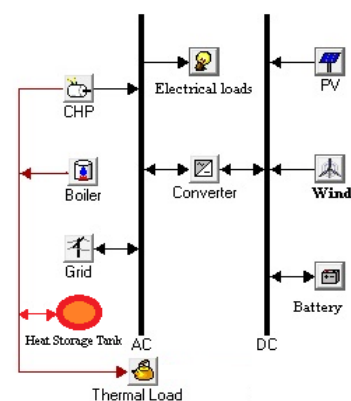 Electrical loads
PV
CHP
Boiler
Converter
Wind
Grid
Battery
Heat Storage Tank
AC
DC
Thermal Load